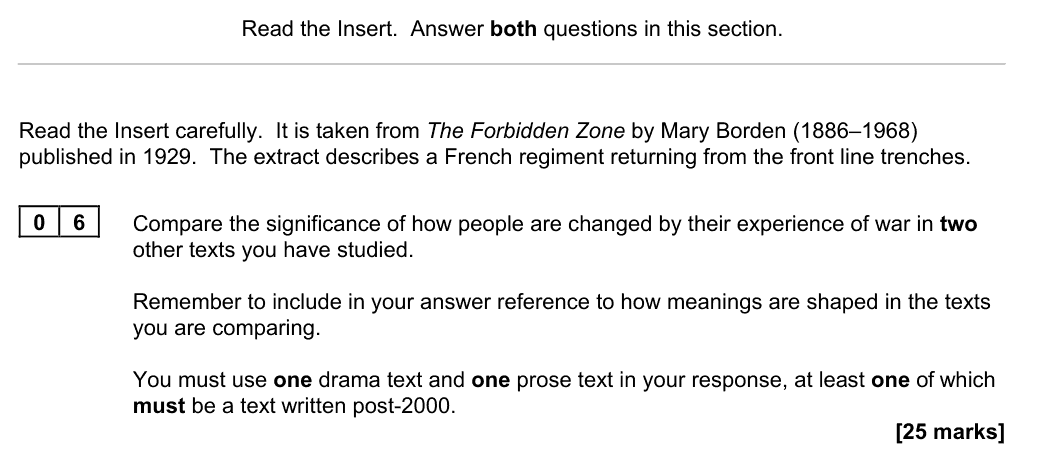 Read the Insert.  Answer both questions in this section.
Read the Insert carefully.  It is taken from The Forbidden Zone by Mary Borden (1886–1968)
published in 1929.  The extract describes a French regiment returning from the front line trenches.
0 6 Compare the significance of how people are changed by their experience of war in two
other texts you have studied.
Remember to include in your answer reference to how meanings are shaped in the texts
you are comparing.
You must use one drama text and one prose text in your response, at least one of which
must be a text written post-2000.
[25 marks]